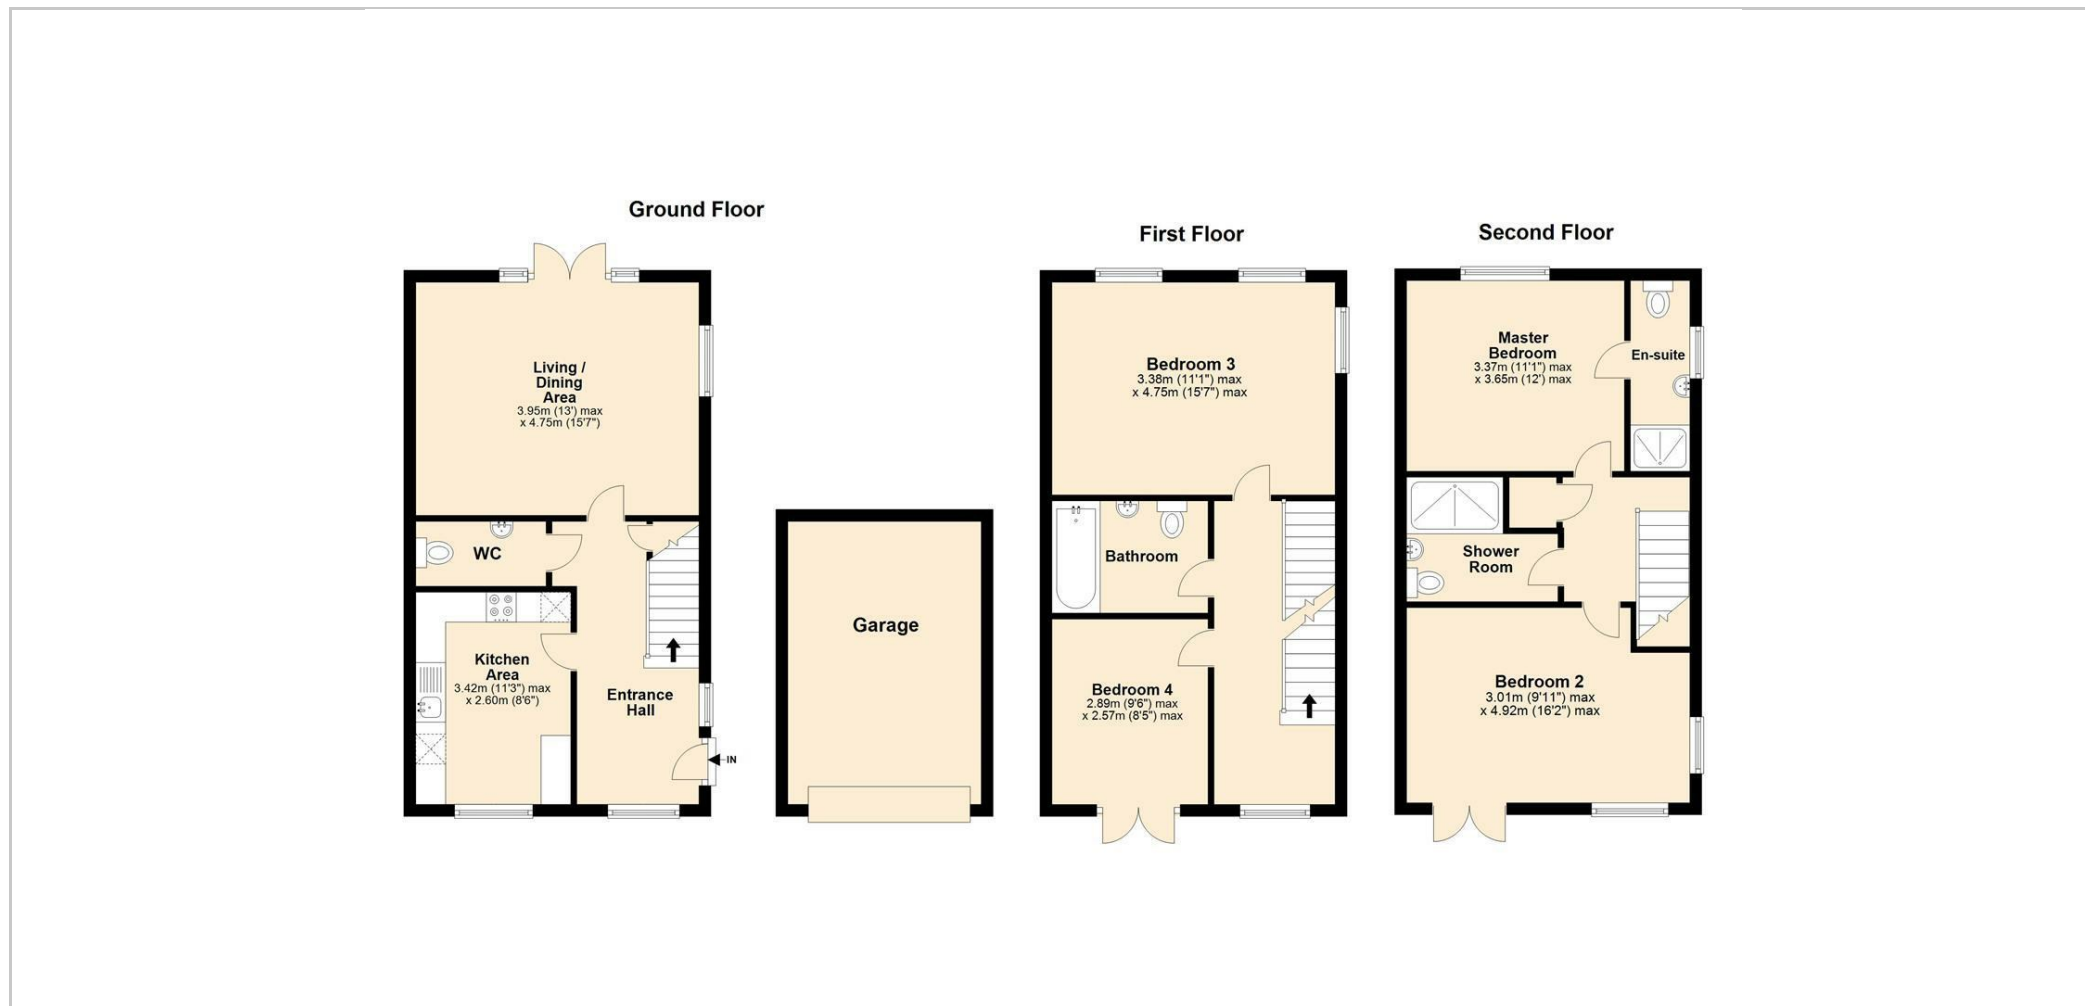 Ground Floor
Living /
Dining
Area
3.95m (13') max
x 4.75m (15'7")
WC
Kitchen
Area
3.42m (11'3") max
x 2.60m (8'6")
Entrance
Hall
IN
Garage
First Floor
Bedroom 3
3.38m (11'1") max
x 4.75m (15'7") max
Bathroom
Bedroom 4
2.89m (9'6") max
x 2.57m (8'5") max
Second Floor
Master
Bedroom
3.37m (11'1") max
x 3.65m (12') max
En-suite
Shower
Room
Bedroom 2
3.01m (9'11") max
x 4.92m (16'2") max